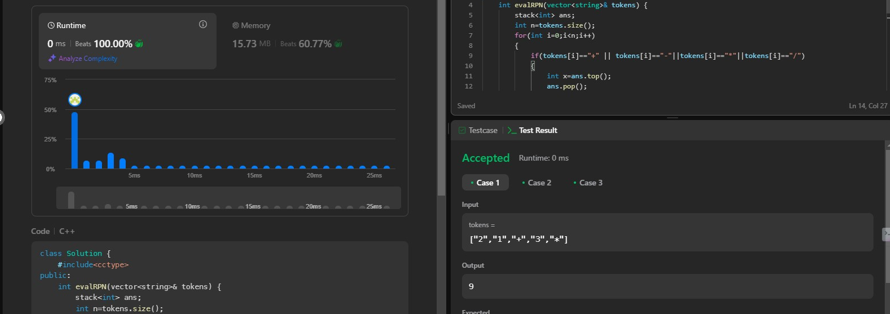 Runtime
0 ms | Beats 100.00%
Analyze Complexity
Memory
15.73 MB | Beats 60.77%
75%
50%
25%
0%
5ms 10ms 15ms 20ms 25ms
5ms 10ms 15ms 20ms 25ms
Code | C++
class Solution {
#include<cctype>
public:
int evalRPN(vector<string>& tokens) {
stack<int> ans;
int n=tokens.size();
4 int evalRPN(vector<string>& tokens) {
5 stack<int> ans;
6 int n=tokens.size();
7 for(int i=0;i<n;i++)
8 {
9 if(tokens[i]=="+" || tokens[i]=="-"||tokens[i]=="*"||tokens[i]=="/")
10 {
11 int x=ans.top();
12 ans.pop();
Saved Ln 14, Col 27
Testcase | >_ Test Result
Accepted Runtime: 0 ms
• Case 1 • Case 2 • Case 3
Input
tokens =
["2","1","+","3","*"]
Output
9
Expected